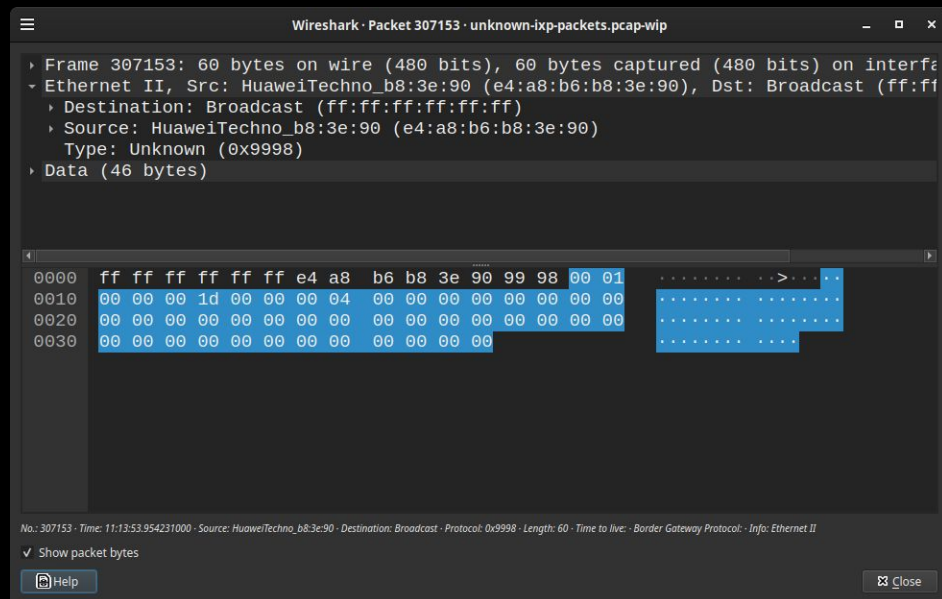 Wireshark · Packet 307153 · unknown-ixp-packets.pcap-wip
Frame 307153: 60 bytes on wire (480 bits), 60 bytes captured (480 bits) on interfa
Ethernet II, Src: HuaweiTechno_b8:3e:90 (e4:a8:b6:b8:3e:90), Dst: Broadcast (ff:ff
Destination: Broadcast (ff:ff:ff:ff:ff:ff)
Source: HuaweiTechno_b8:3e:90 (e4:a8:b6:b8:3e:90)
Type: Unknown (0x9998)
Data (46 bytes)
0000 ff ff ff ff ff ff e4 a8 b6 b8 3e 90 99 98 00 01 ········ ··>·····
0010 00 00 00 1d 00 00 00 04 00 00 00 00 00 00 00 00 ········ ········
0020 00 00 00 00 00 00 00 00 00 00 00 00 00 00 00 00 ········ ········
0030 00 00 00 00 00 00 00 00 00 00 00 00 ········ ····
No.: 307153 · Time: 11:13:53.954231000 · Source: HuaweiTechno_b8:3e:90 · Destination: Broadcast · Protocol: 0x9998 · Length: 60 · Time to live: · Border Gateway Protocol: · Info: Ethernet II
Show packet bytes
Help
Close